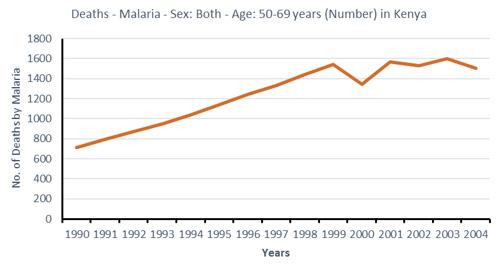 Deaths - Malaria - Sex: Both - Age: 50-69 years (Number) in Kenya
No. of Deaths by Malaria
1800
1600
1400
1200
1000
800
600
400
200
0
1990 1991 1992 1993 1994 1995 1996 1997 1998 1999 2000 2001 2002 2003 2004
Years